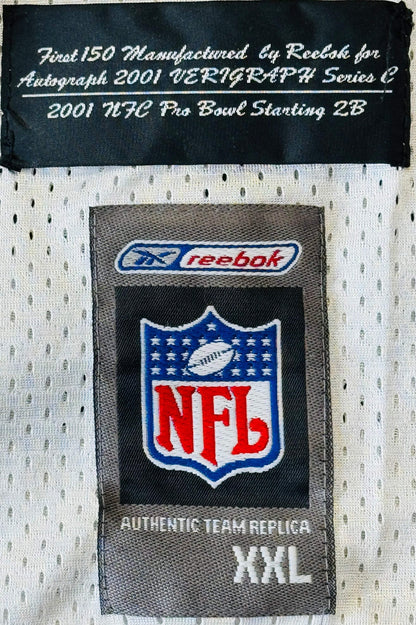 First 150 Manufactured by Reebok for
Autograph 2001 VERIGRAPH Series C
2001 NFC Pro Bowl Starting 2B
reebok
NFL
AUTHENTIC TEAM REPLICA
XXL